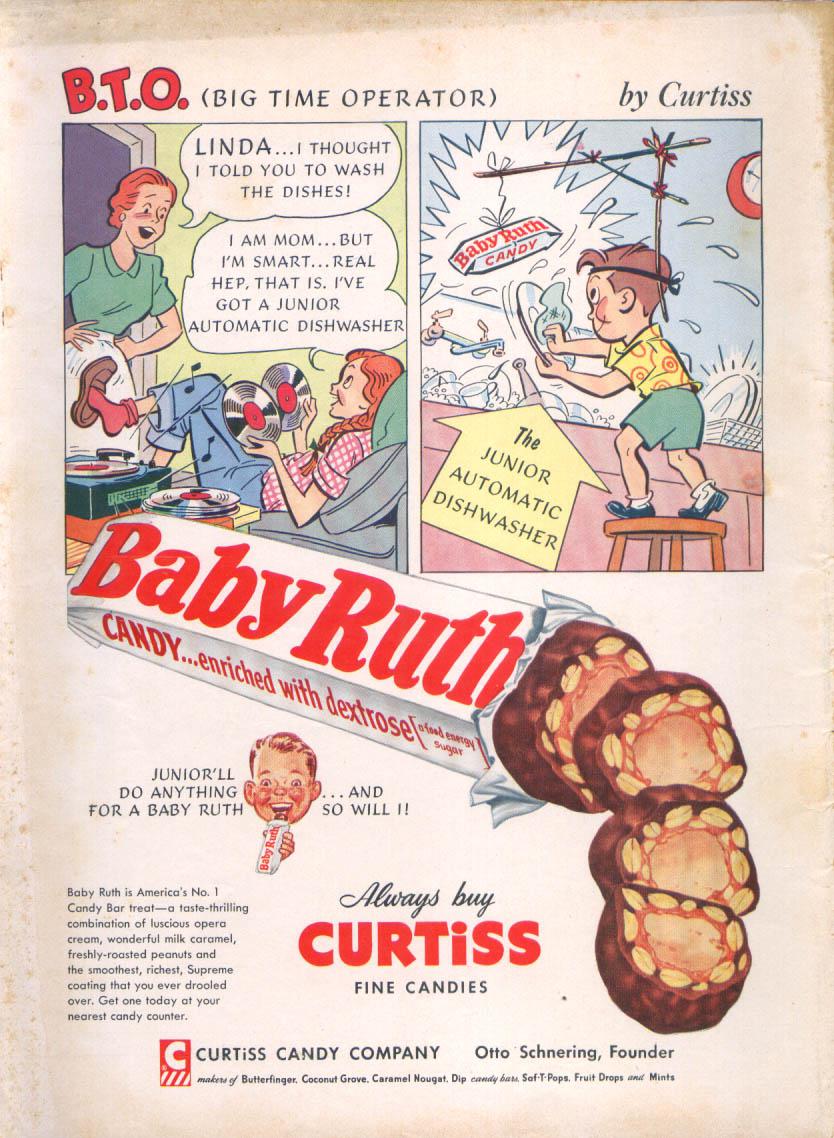 B.T.O. (BIG TIME OPERATOR) by Curtiss
LINDA...I THOUGHT
I TOLD YOU TO WASH
THE DISHES!
I AM MOM...BUT
I'M SMART...REAL
HEP, THAT IS. I'VE
GOT A JUNIOR
AUTOMATIC DISHWASHER
Baby Ruth
CANDY
The
JUNIOR
AUTOMATIC
DISHWASHER
Baby Ruth
CANDY...enriched with dextrose [a food energy
sugar]
JUNIOR'LL
DO ANYTHING
FOR A BABY RUTH
...AND
SO WILL I!
Baby Ruth
Baby Ruth is America's No. 1
Candy Bar treat—a taste-thrilling
combination of luscious opera
cream, wonderful milk caramel,
freshly-roasted peanuts and
the smoothest, richest, Supreme
coating that you ever drooled
over. Get one today at your
nearest candy counter.
Always buy
CURTiSS
FINE CANDIES
C CURTiSS CANDY COMPANY Otto Schnering, Founder
makers of Butterfinger, Coconut Grove, Caramel Nougat, Dip candy bars, Saf-T-Pops, Fruit Drops and Mints